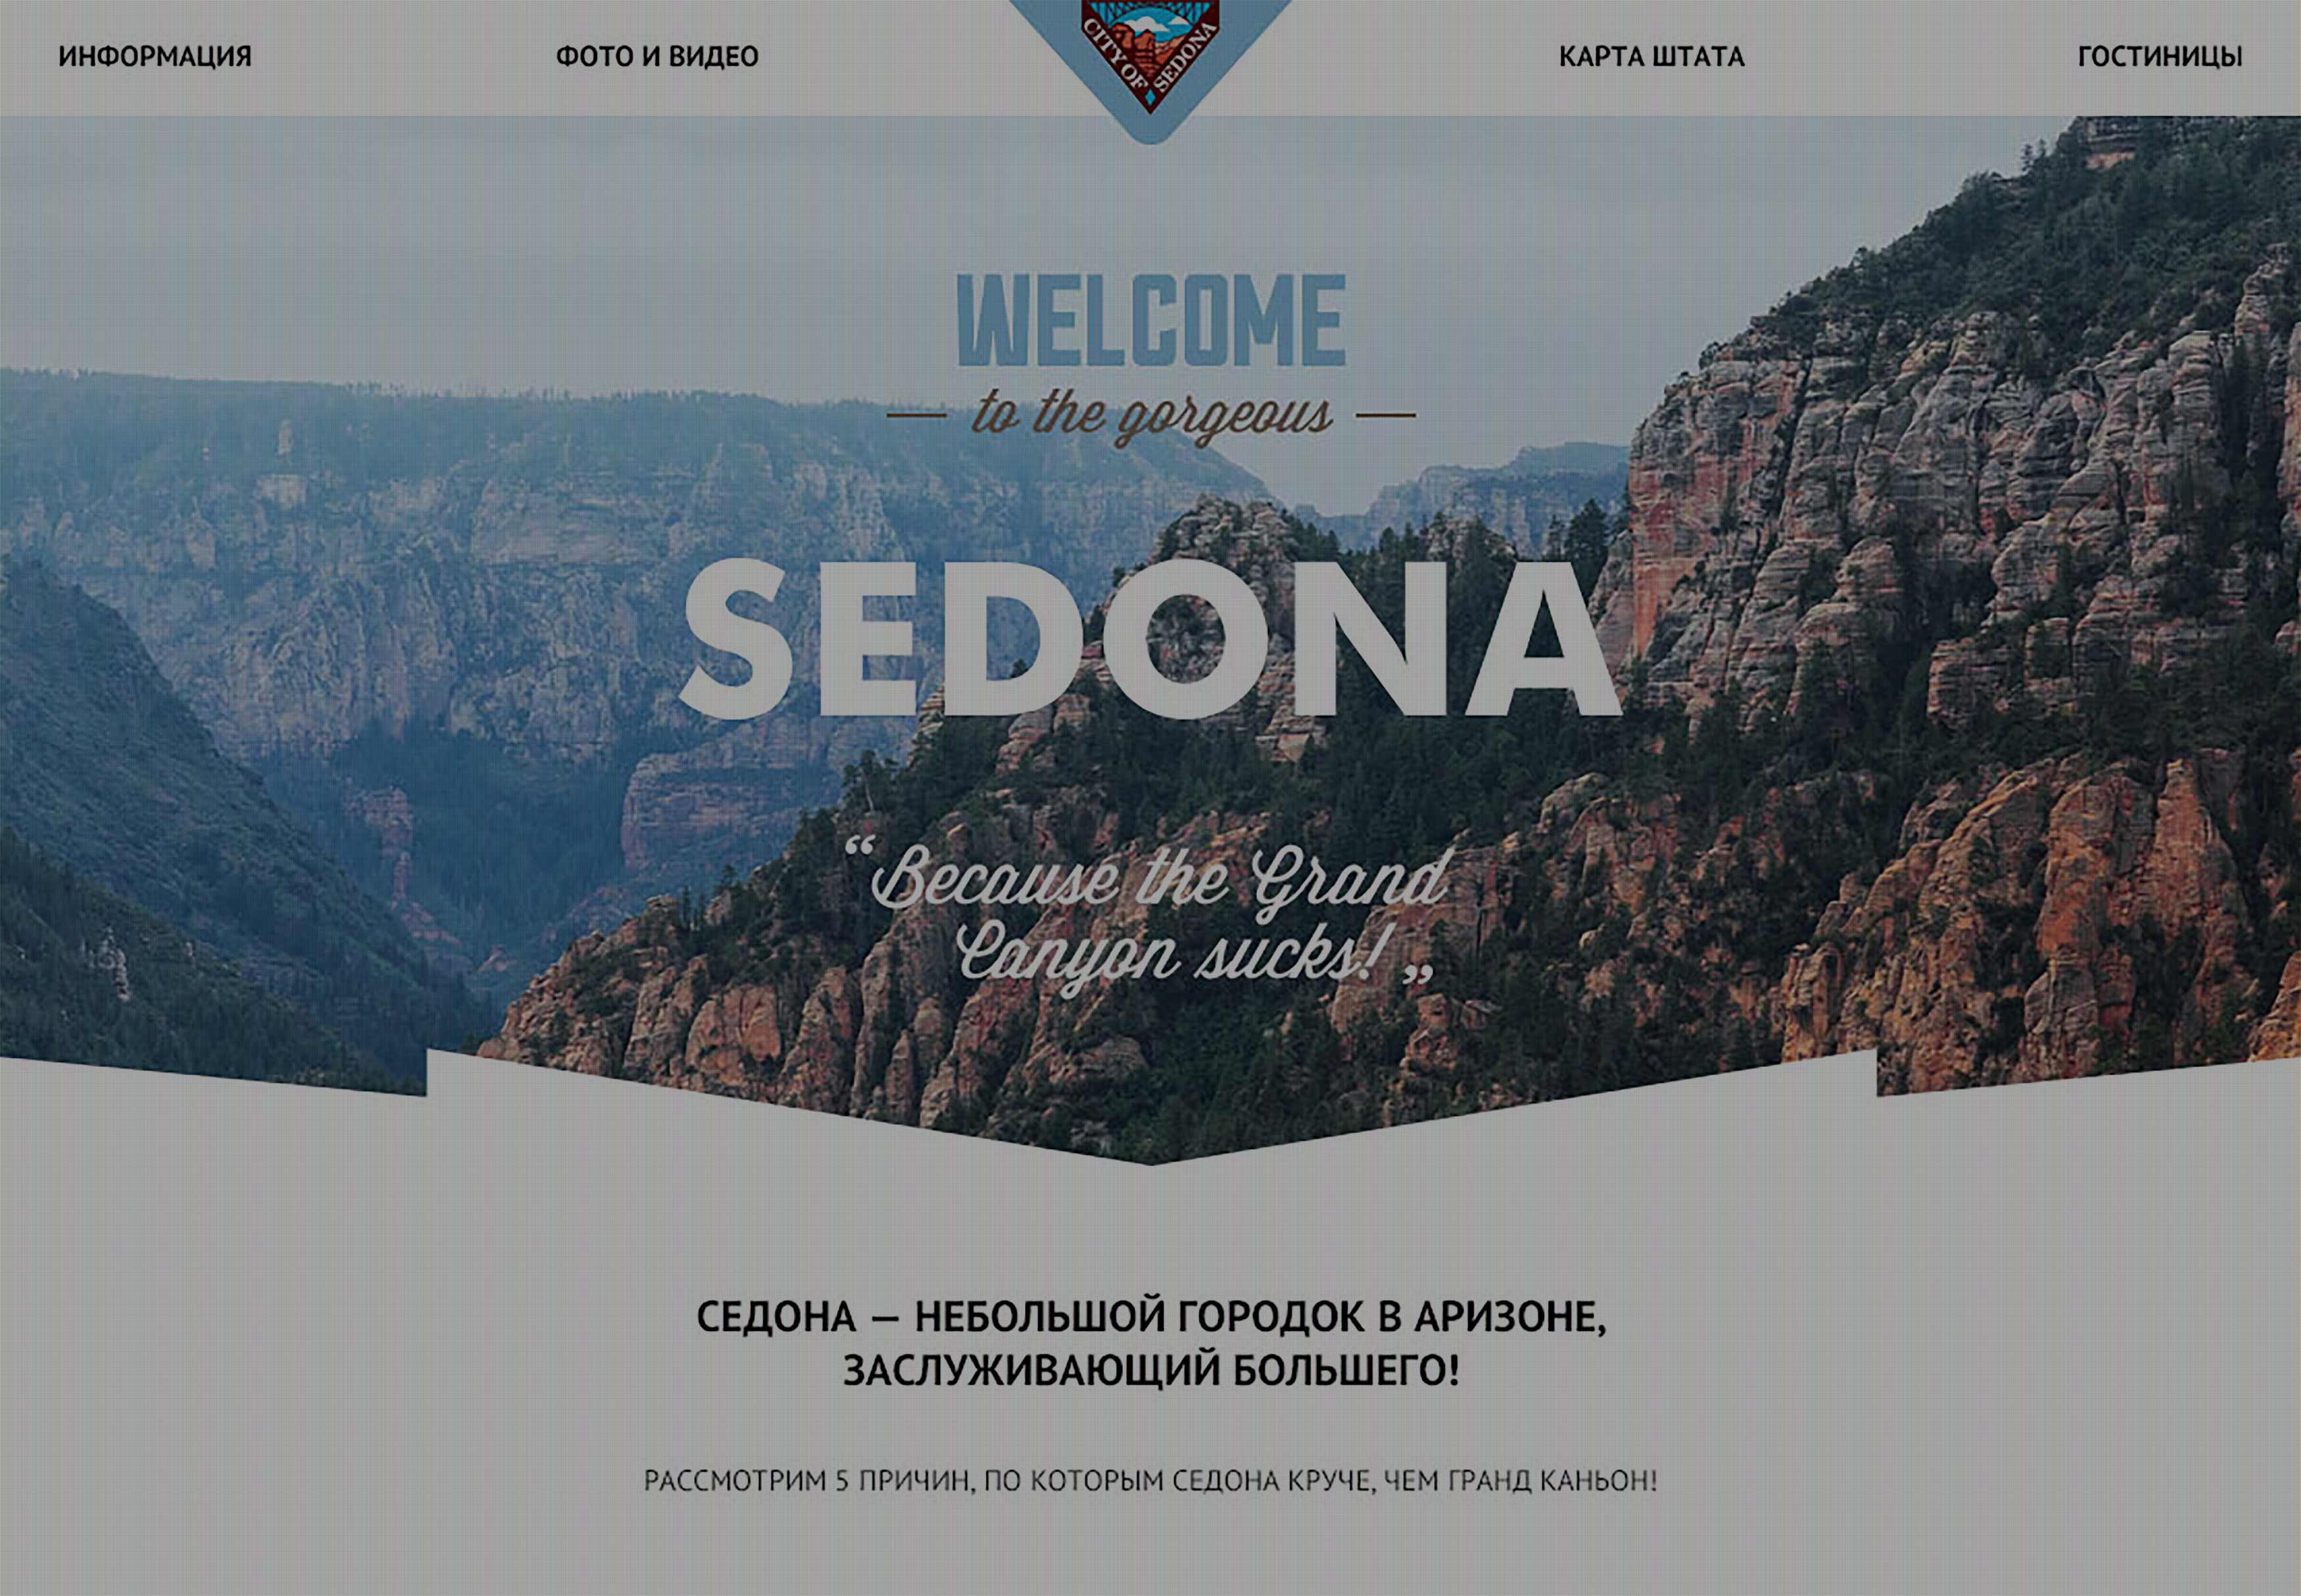 ИНФОРМАЦИЯ
ФОТО И ВИДЕО
CITY OF SEDONA
КАРТА ШТАТА
ГОСТИНИЦЫ
WELCOME
— to the gorgeous —
SEDONA
“Because the Grand
Canyon sucks!„
СЕДОНА — НЕБОЛЬШОЙ ГОРОДОК В АРИЗОНЕ,
ЗАСЛУЖИВАЮЩИЙ БОЛЬШЕГО!
РАССМОТРИМ 5 ПРИЧИН, ПО КОТОРЫМ СЕДОНА КРУЧЕ, ЧЕМ ГРАНД КАНЬОН!